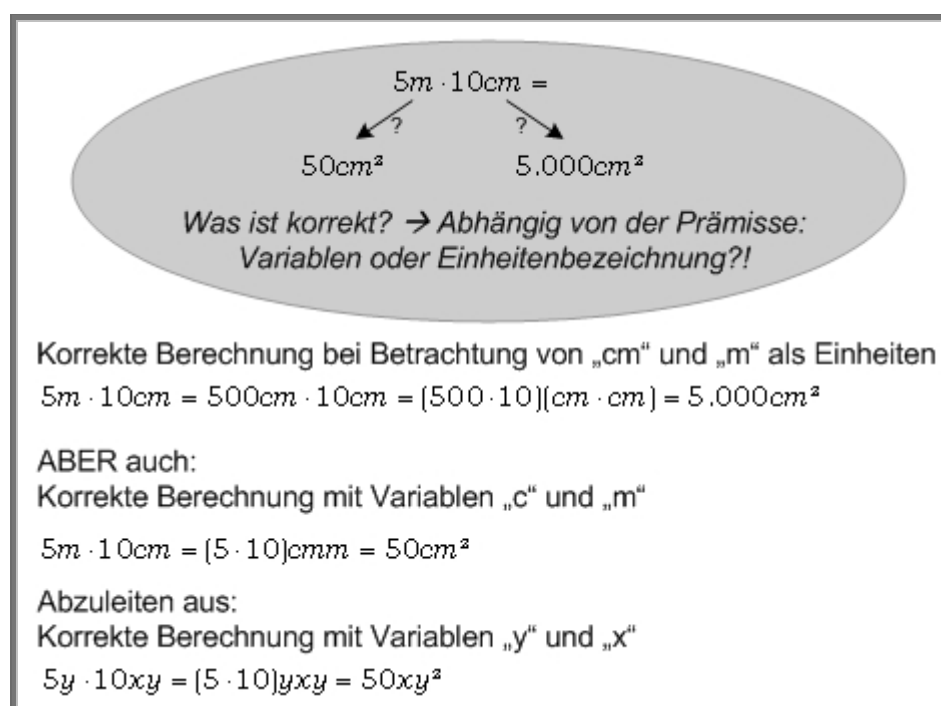 5m · 10cm =
? ?
50cm² 5.000cm²
Was ist korrekt? → Abhängig von der Prämisse:
Variablen oder Einheitenbezeichnung?!
Korrekte Berechnung bei Betrachtung von „cm“ und „m“ als Einheiten
5m · 10cm = 500cm · 10cm = (500 · 10)(cm · cm) = 5.000cm²
ABER auch:
Korrekte Berechnung mit Variablen „c“ und „m“
5m · 10cm = (5 · 10)cmm = 50cm²
Abzuleiten aus:
Korrekte Berechnung mit Variablen „y“ und „x“
5y · 10xy = (5 · 10)yxy = 50xy²